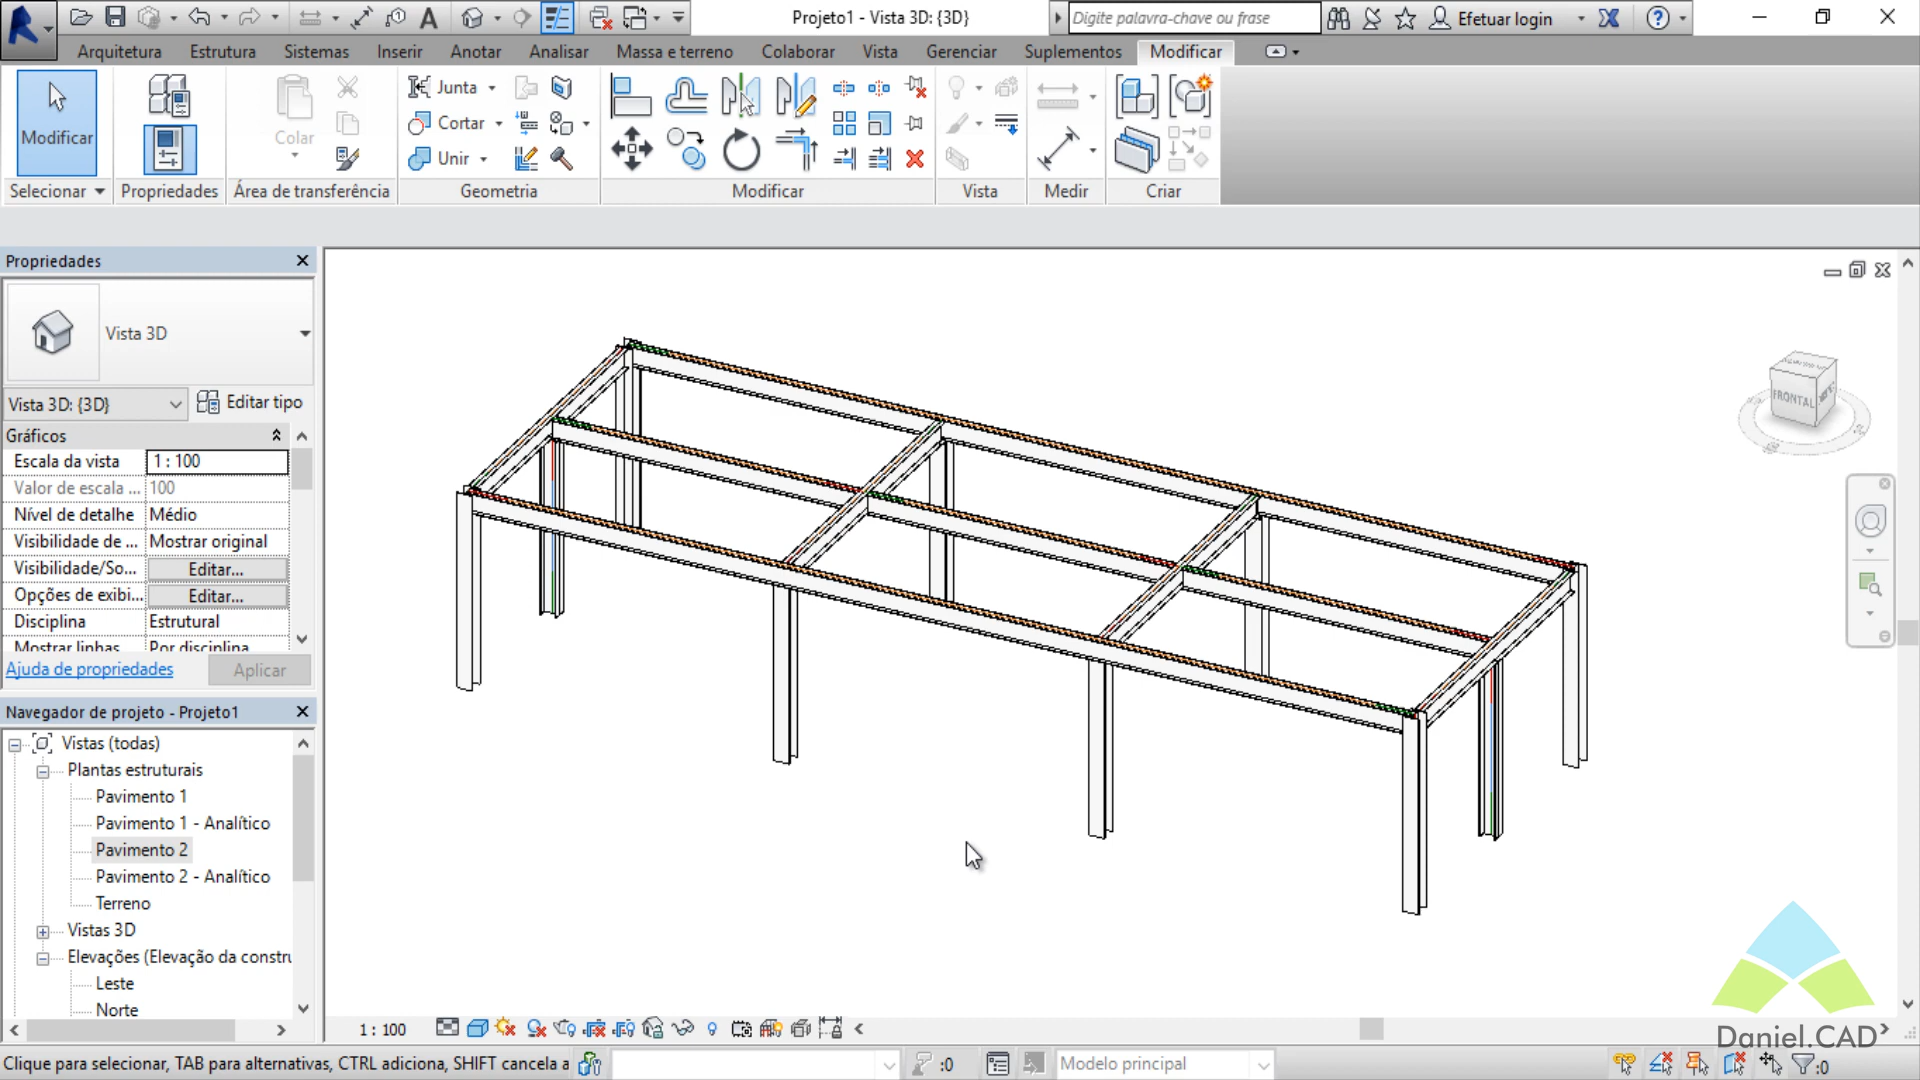 Projeto1 - Vista 3D: {3D}
Digite palavra-chave ou frase
Efetuar login
Arquitetura Estrutura Sistemas Inserir Anotar Analisar Massa e terreno Colaborar Vista Gerenciar Suplementos Modificar
Modificar
Colar
Junta
Cortar
Unir
Selecionar Propriedades Área de transferência Geometria Modificar Vista Medir Criar
Propriedades
Vista 3D
Vista 3D: {3D} Editar tipo
Gráficos
Escala da vista 1 : 100
Valor de escala ... 100
Nível de detalhe Médio
Visibilidade de ... Mostrar original
Visibilidade/So... Editar...
Opções de exibi... Editar...
Disciplina Estrutural
Mostrar linhas Por disciplina
Ajuda de propriedades Aplicar
Navegador de projeto - Projeto1
Vistas (todas)
Plantas estruturais
Pavimento 1
Pavimento 1 - Analítico
Pavimento 2
Pavimento 2 - Analítico
Terreno
Vistas 3D
Elevações (Elevação da constru
Leste
Norte
FRONTAL
1 : 100
Daniel.CAD
Clique para selecionar, TAB para alternativas, CTRL adiciona, SHIFT cancela a
:0
Modelo principal
:0